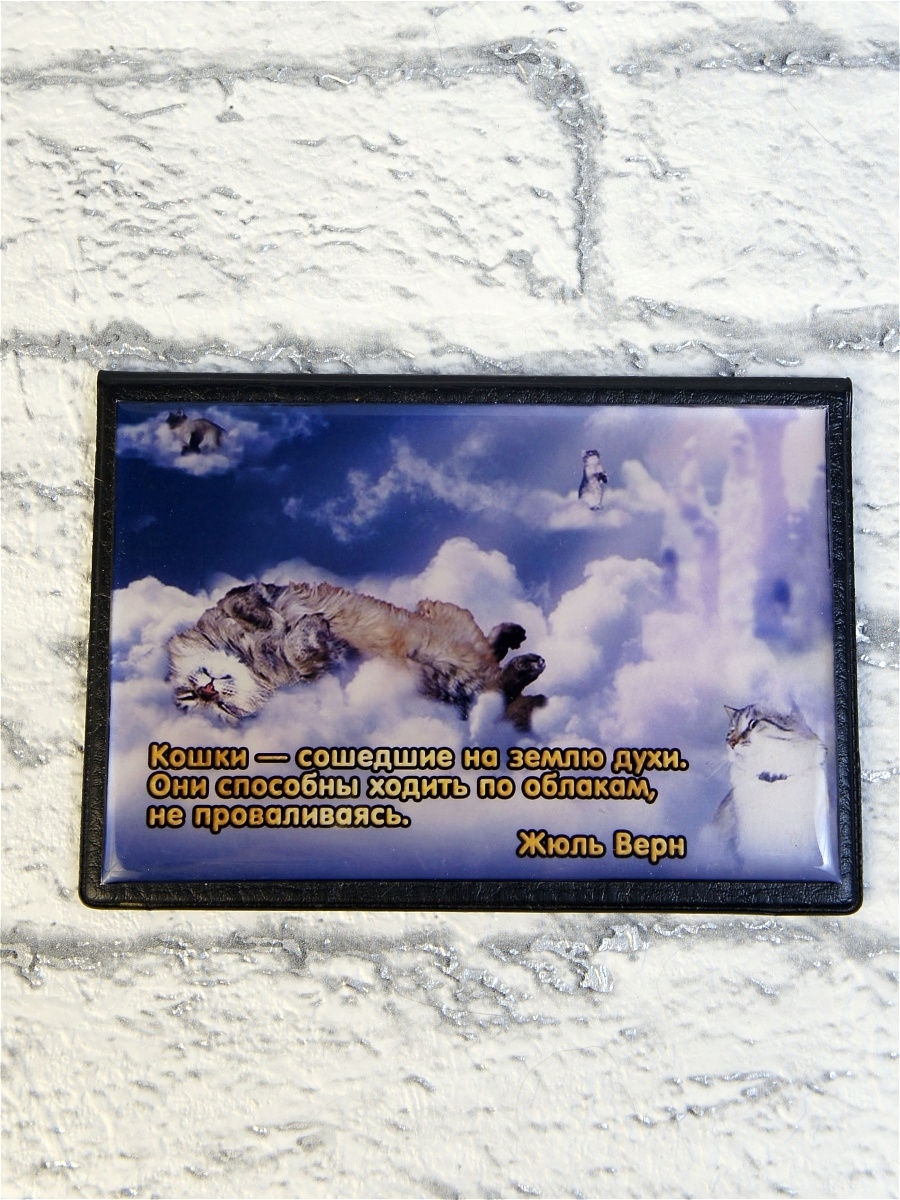 Кошки — сошедшие на землю духи.
Они способны ходить по облакам,
не проваливаясь.
Жюль Верн